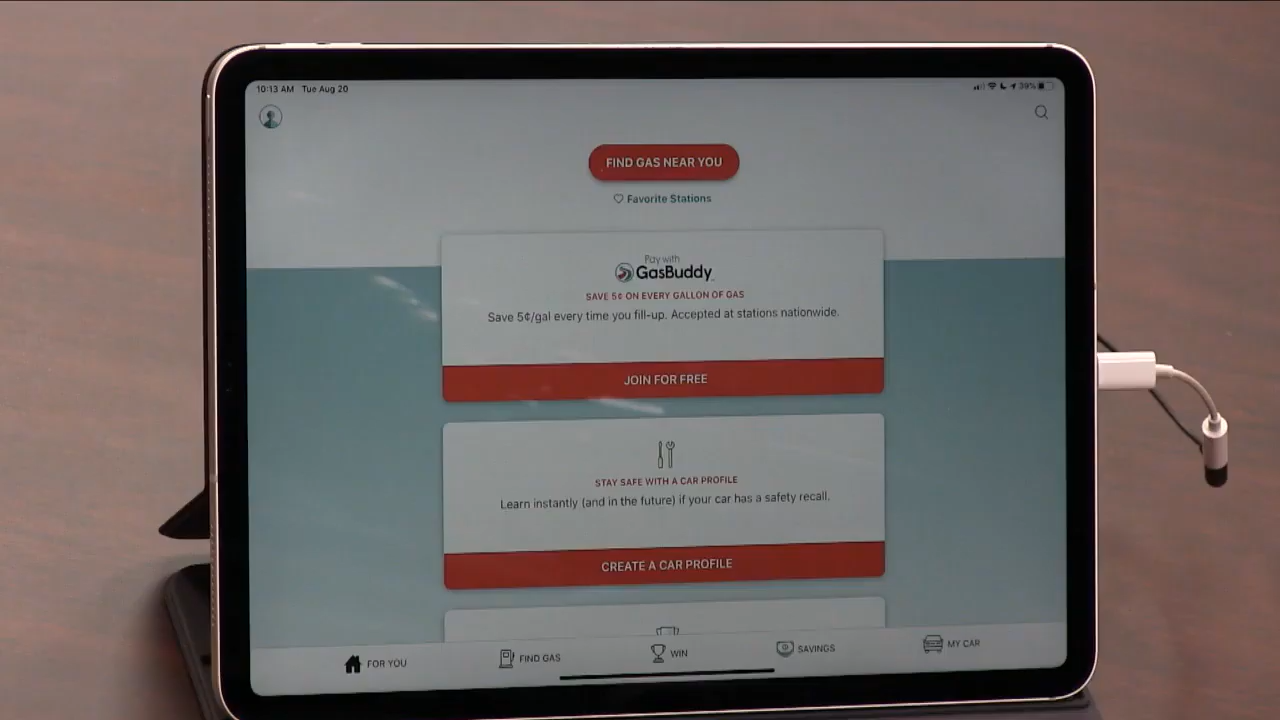 10:13 AM Tue Aug 20
39%
FIND GAS NEAR YOU
Favorite Stations
Pay with
GasBuddy
SAVE 5¢ ON EVERY GALLON OF GAS
Save 5¢/gal every time you fill-up. Accepted at stations nationwide.
JOIN FOR FREE
STAY SAFE WITH A CAR PROFILE
Learn instantly (and in the future) if your car has a safety recall.
CREATE A CAR PROFILE
FOR YOU
FIND GAS
WIN
SAVINGS
MY CAR